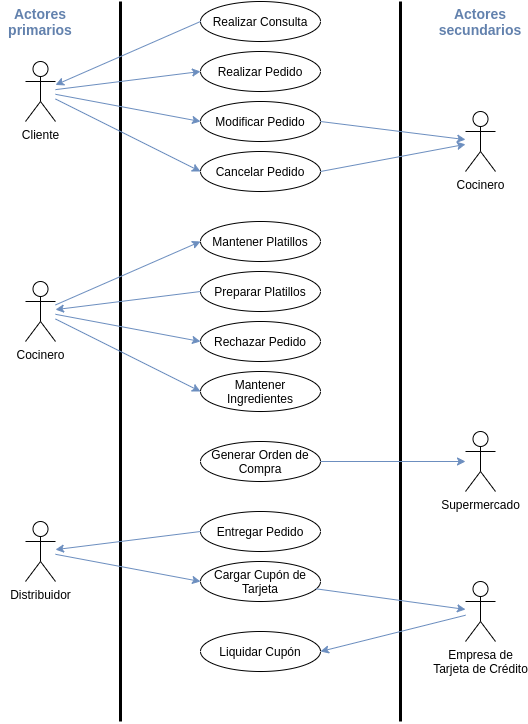 Actores
primarios
Actores
secundarios
Realizar Consulta
Realizar Pedido
Modificar Pedido
Cancelar Pedido
Cliente
Cocinero
Mantener Platillos
Preparar Platillos
Rechazar Pedido
Mantener
Ingredientes
Cocinero
Generar Orden de
Compra
Supermercado
Entregar Pedido
Cargar Cupón de
Tarjeta
Liquidar Cupón
Distribuidor
Empresa de
Tarjeta de Crédito